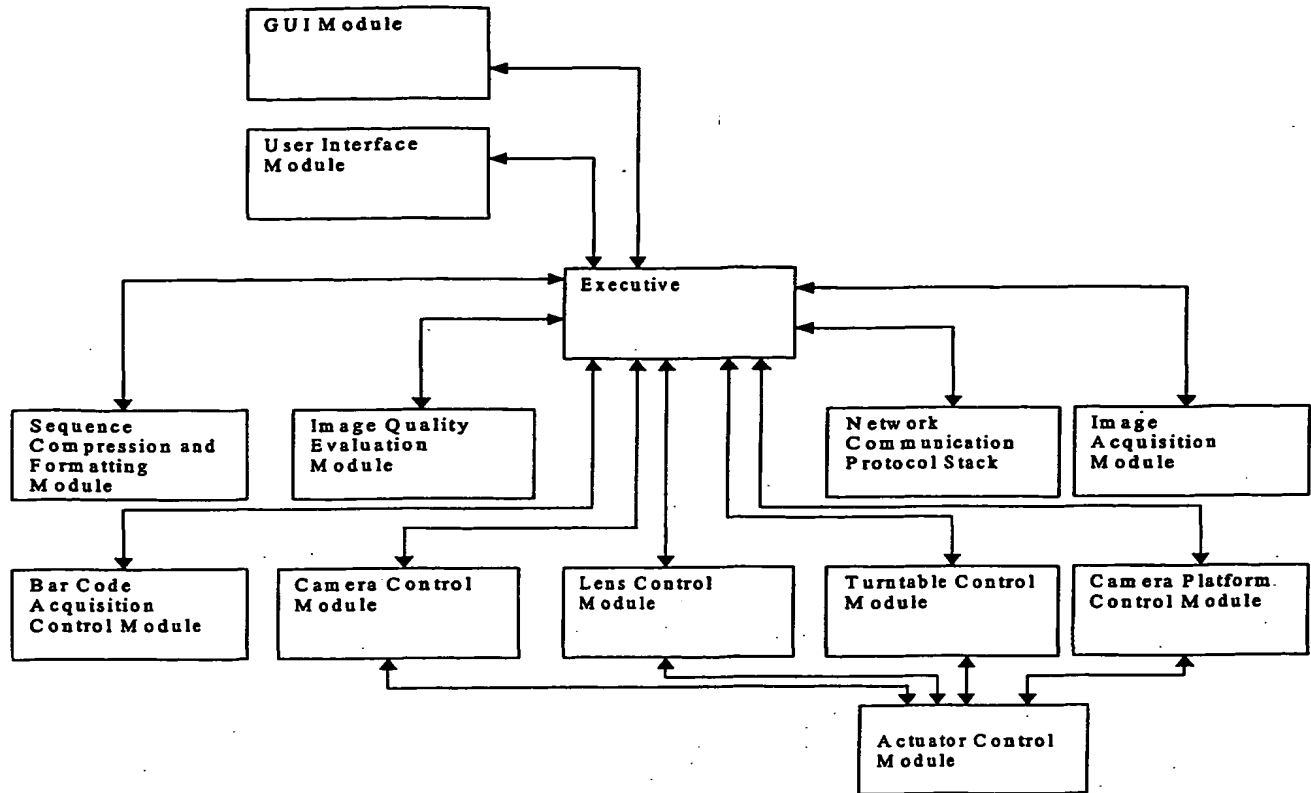 GUI Module
User Interface
Module
Executive
Sequence
Compression and
Formatting
Module
Image Quality
Evaluation
Module
Network
Communication
Protocol Stack
Image
Acquisition
Module
Bar Code
Acquisition
Control Module
Camera Control
Module
Lens Control
Module
Turntable Control
Module
Camera Platform
Control Module
Actuator Control
Module